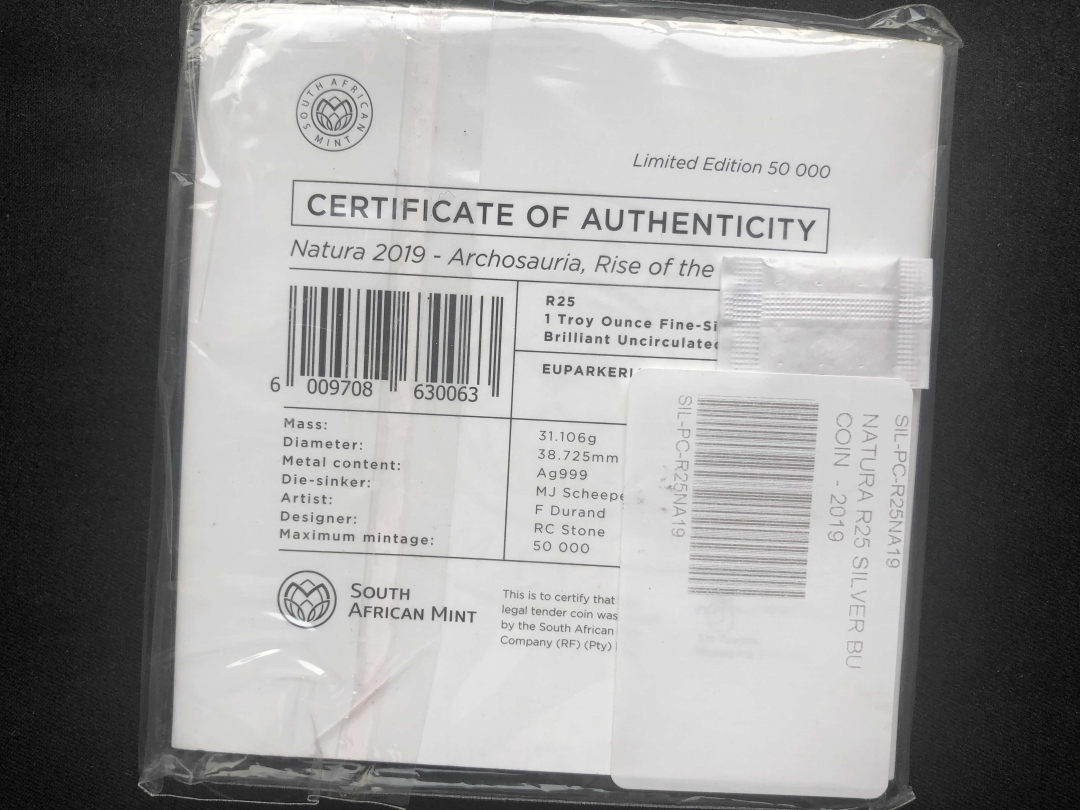 SOUTH AFRICAN MINT
Limited Edition 50 000
CERTIFICATE OF AUTHENTICITY
Natura 2019 - Archosauria, Rise of the
6 009708 630063
R25
1 Troy Ounce Fine-Si
Brilliant Uncirculated
EUPARKERI
Mass: 31.106g
Diameter: 38.725mm
Metal content: Ag999
Die-sinker: MJ Scheepe
Artist: F Durand
Designer: RC Stone
Maximum mintage: 50 000
SOUTH
AFRICAN MINT
This is to certify that
legal tender coin was
by the South African
Company (RF) (Pty)
SIL-PC-R25NA19
NATURA R25 SILVER BU
COIN - 2019
SIL-PC-R25NA19